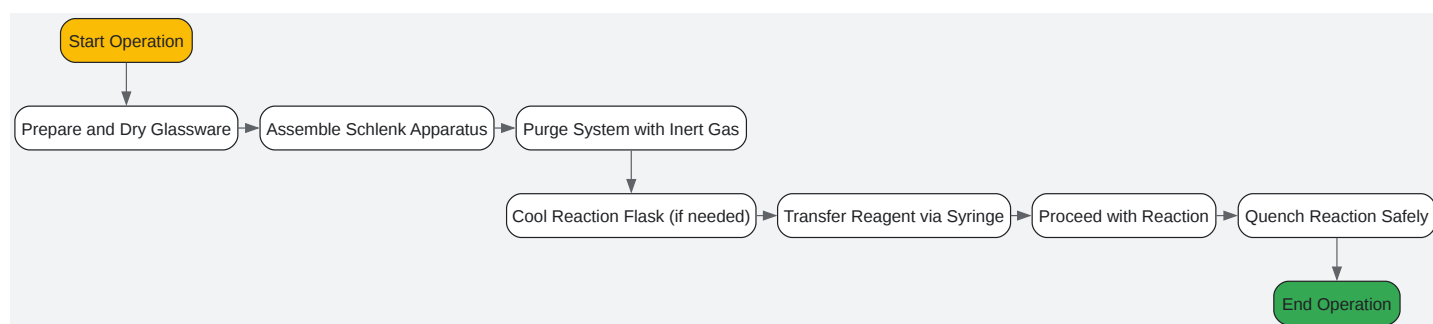 Start Operation
Prepare and Dry Glassware
Assemble Schlenk Apparatus
Purge System with Inert Gas
Cool Reaction Flask (if needed)
Transfer Reagent via Syringe
Proceed with Reaction
Quench Reaction Safely
End Operation